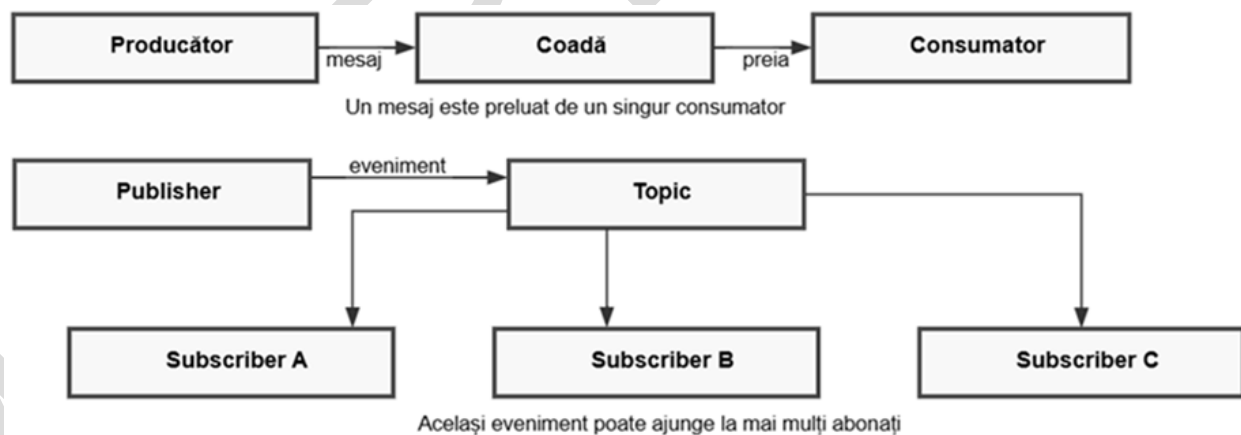 Producător
mesaj
Coadă
preia
Consumator
Un mesaj este preluat de un singur consumator
Publisher
eveniment
Topic
Subscriber A
Subscriber B
Subscriber C
Același eveniment poate ajunge la mai mulți abonați